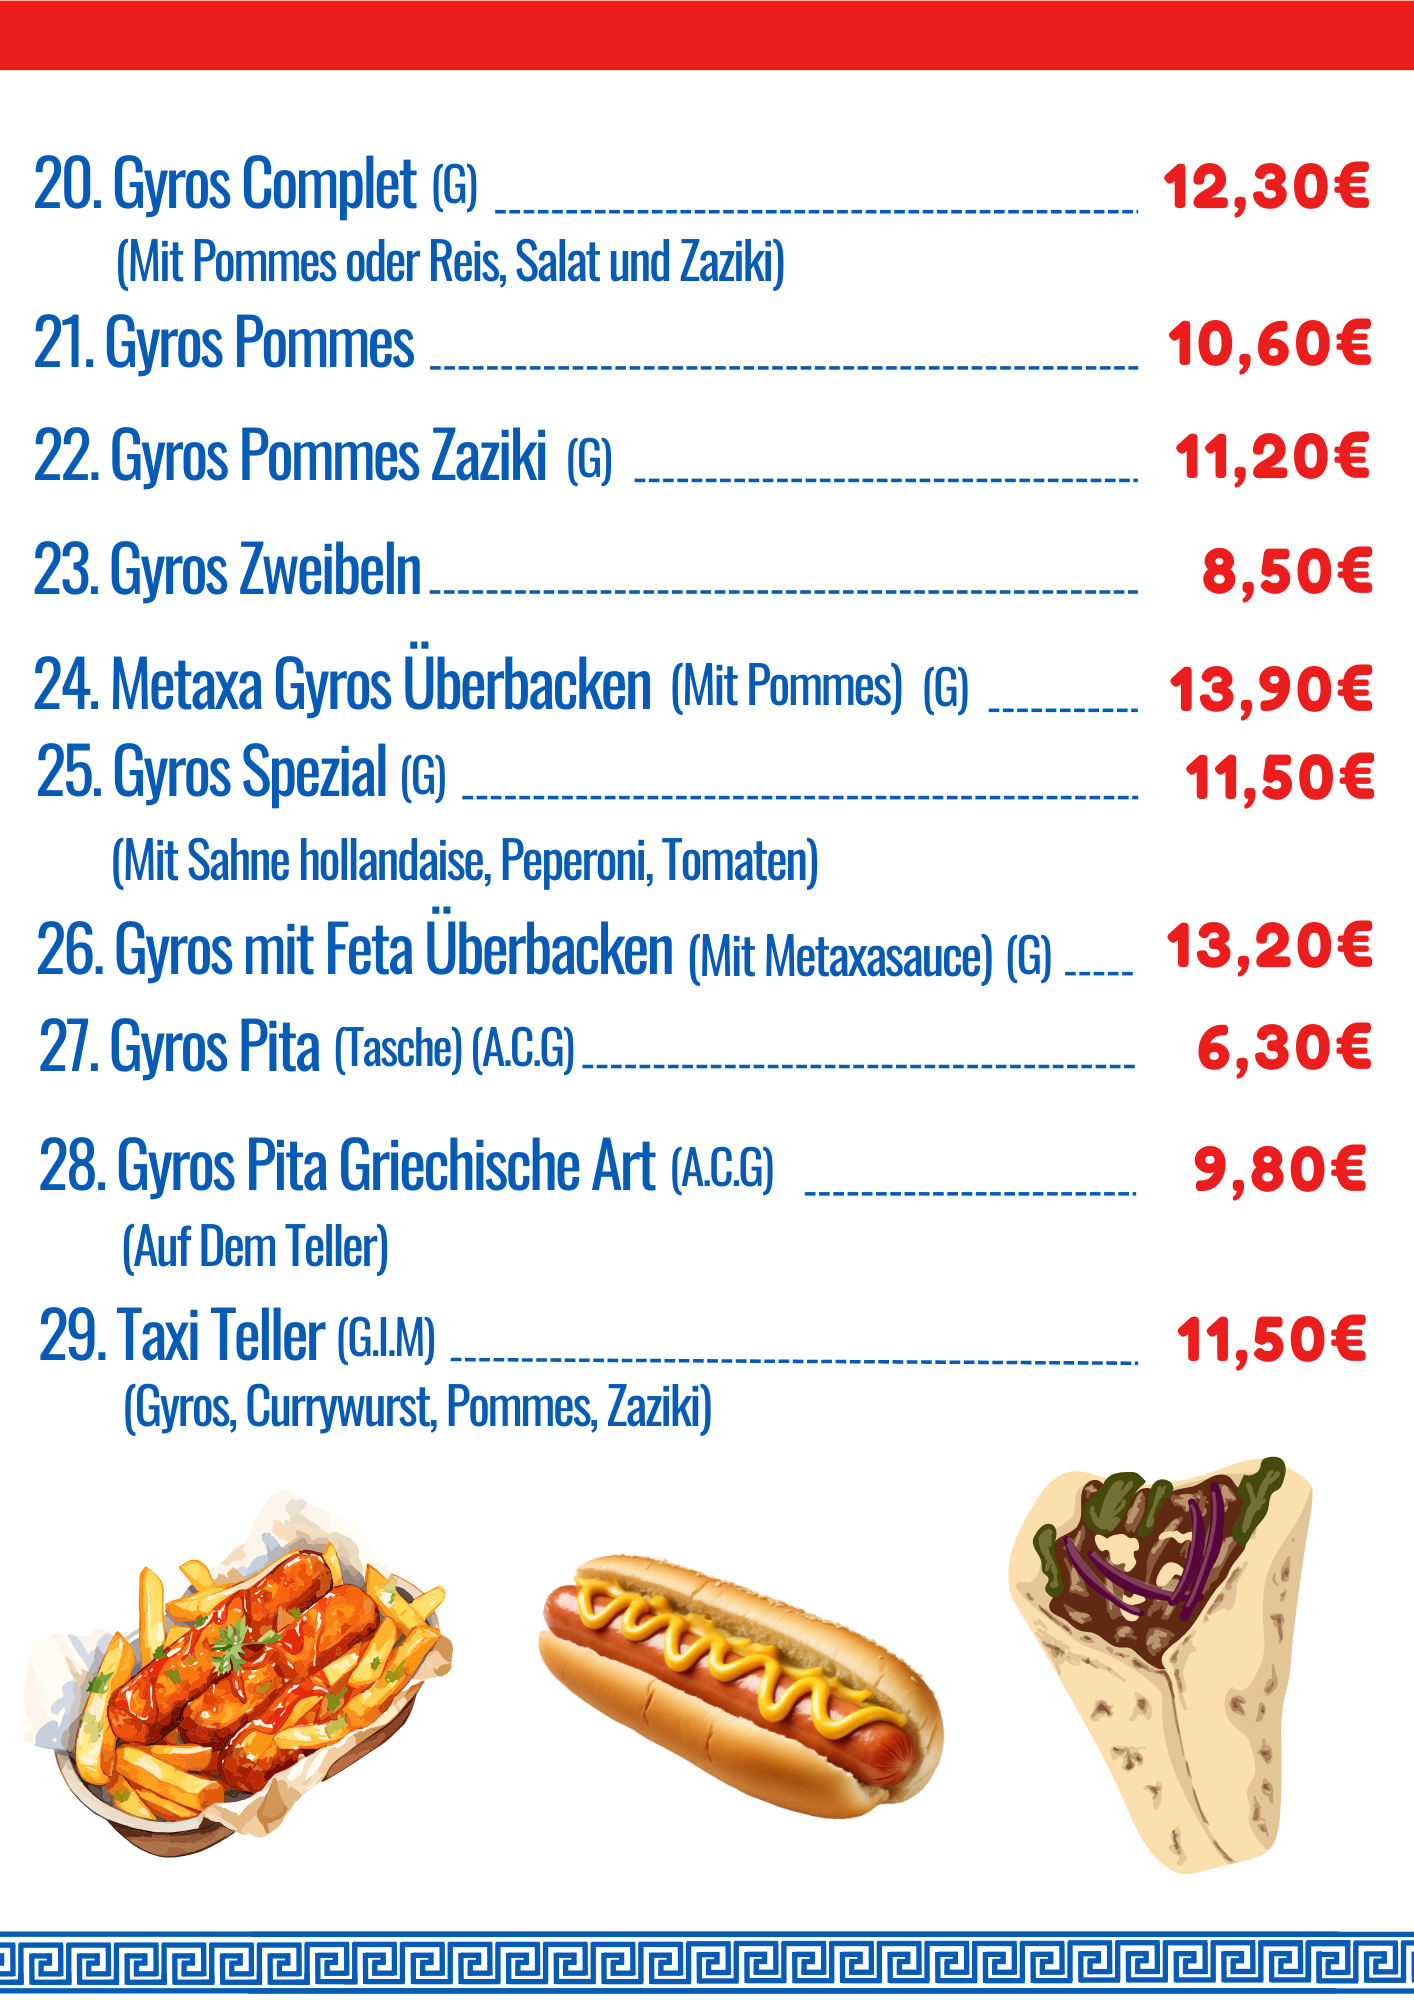 20. Gyros Complet (G) 12,30€
(Mit Pommes oder Reis, Salat und Zaziki)
21. Gyros Pommes 10,60€
22. Gyros Pommes Zaziki (G) 11,20€
23. Gyros Zweibeln 8,50€
24. Metaxa Gyros Überbacken (Mit Pommes) (G) 13,90€
25. Gyros Spezial (G) 11,50€
(Mit Sahne hollandaise, Peperoni, Tomaten)
26. Gyros mit Feta Überbacken (Mit Metaxasauce) (G) 13,20€
27. Gyros Pita (Tasche) (A.C.G) 6,30€
28. Gyros Pita Griechische Art (A.C.G) 9,80€
(Auf Dem Teller)
29. Taxi Teller (G.I.M) 11,50€
(Gyros, Currywurst, Pommes, Zaziki)